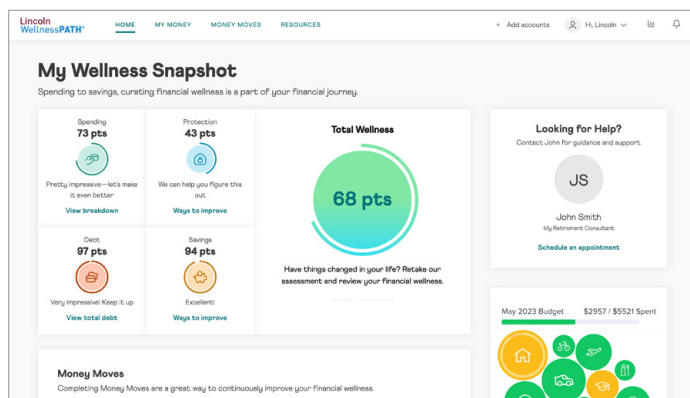 Lincoln
WellnessPATH®
HOME
MY MONEY
MONEY MOVES
RESOURCES
+ Add accounts
Hi, Lincoln
My Wellness Snapshot
Spending to savings, curating financial wellness is a part of your financial journey.
Spending
73 pts
Pretty impressive—let's make
it even better
View breakdown
Protection
43 pts
We can help you figure this
out
Ways to improve
Debt
97 pts
Very impressive! Keep it up
View total debt
Savings
94 pts
Excellent!
Ways to improve
Total Wellness
68 pts
Have things changed in your life? Retake our
assessment and review your financial wellness.
Looking for Help?
Contact John for guidance and support.
JS
John Smith
My Retirement Consultant
Schedule an appointment
May 2023 Budget
$2957 / $5521 Spent
Money Moves
Completing Money Moves are a great way to continuously improve your financial wellness.